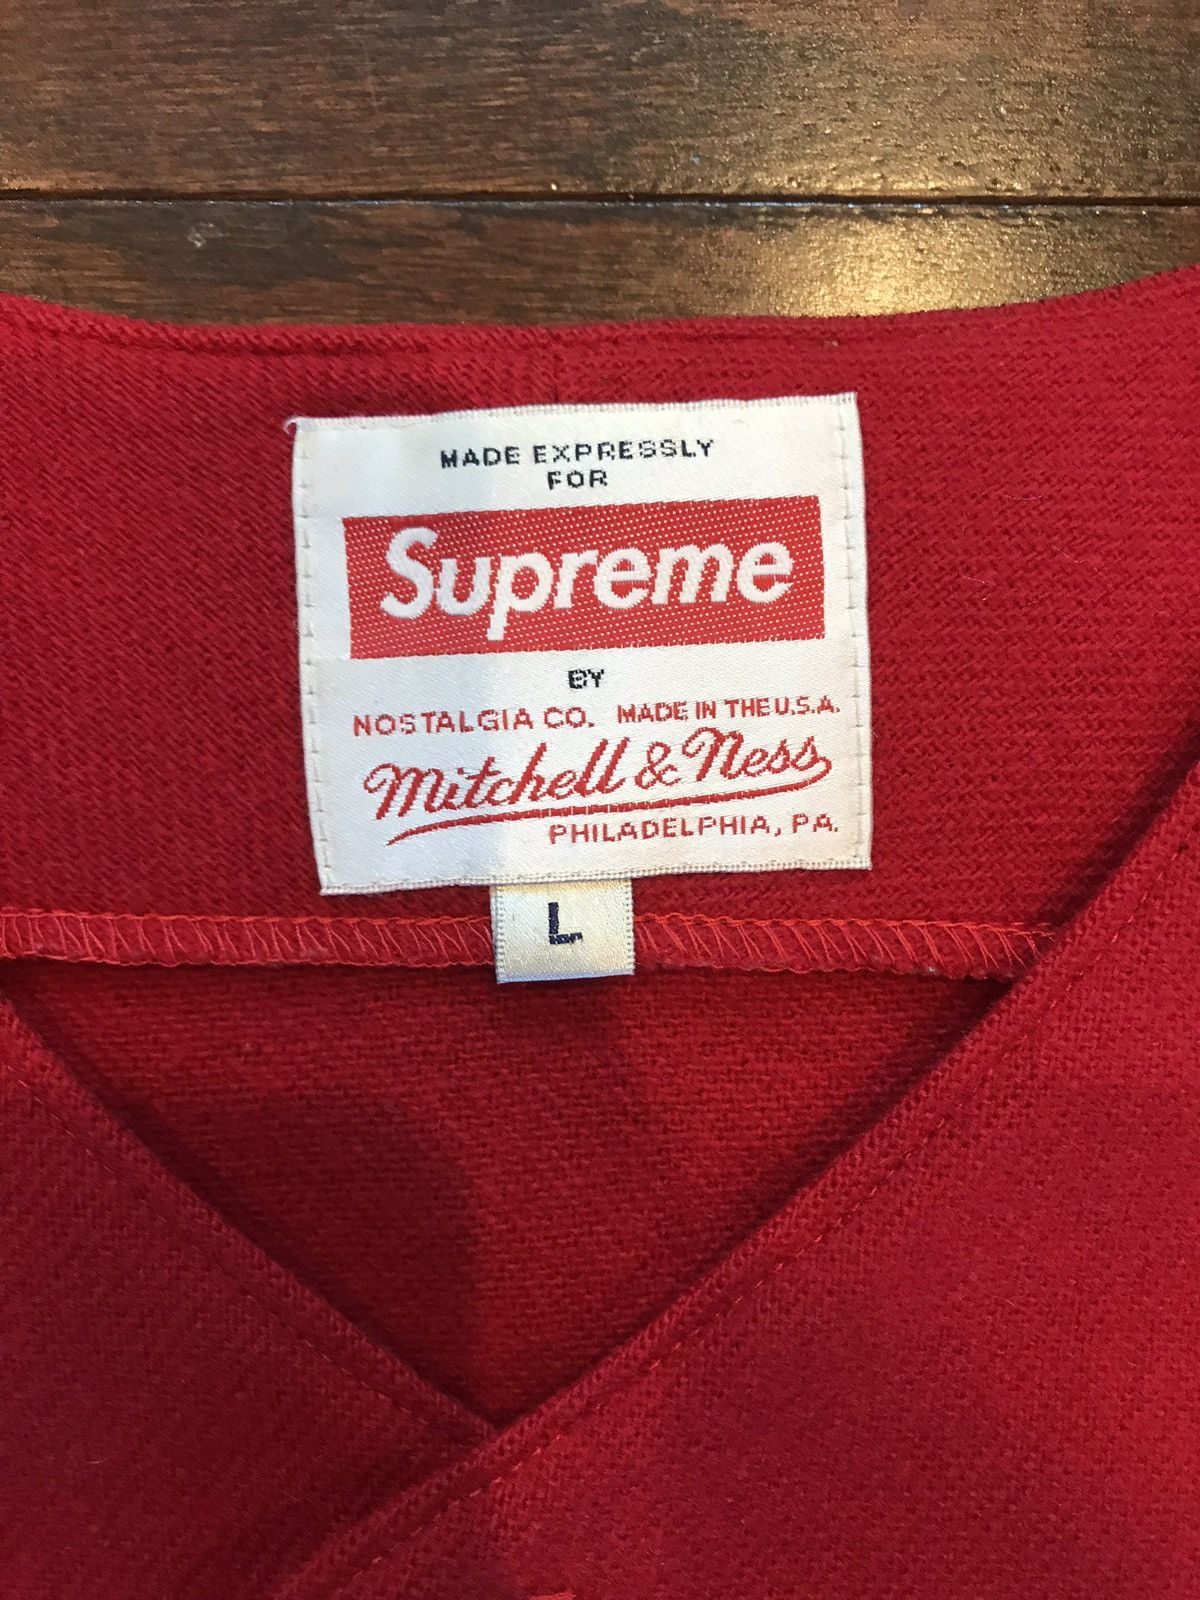 MADE EXPRESSLY
FOR
Supreme
BY
NOSTALGIA CO. MADE IN THE U.S.A.
Mitchell & Ness
PHILADELPHIA, PA.
L